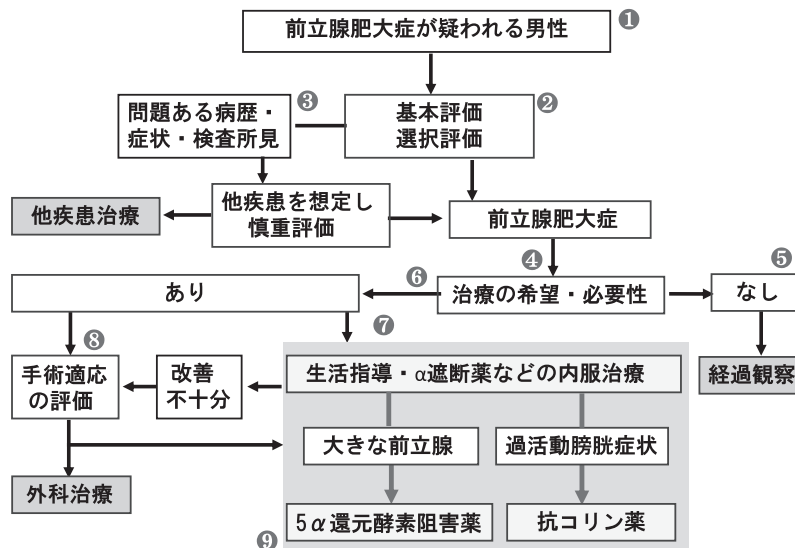 ❶
前立腺肥大症が疑われる男性
❷
基本評価
選択評価
❸
問題ある病歴・
症状・検査所見
他疾患治療
他疾患を想定し
慎重評価
前立腺肥大症
❹
治療の希望・必要性
❺
なし
❻
あり
❼
❽
手術適応
の評価
改善
不十分
生活指導・α遮断薬などの内服治療
経過観察
大きな前立腺
過活動膀胱症状
外科治療
5α還元酵素阻害薬
抗コリン薬
❾